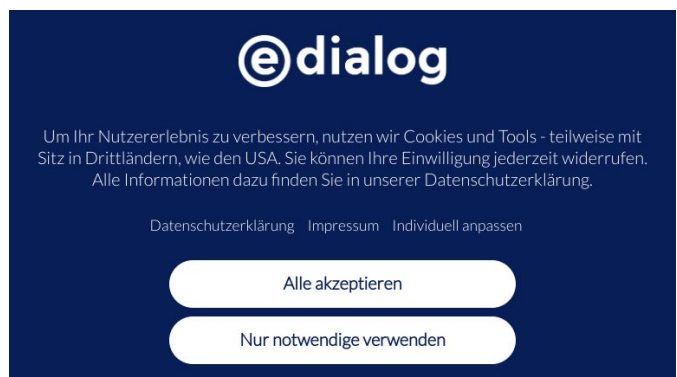 edialog
Um Ihr Nutzererlebnis zu verbessern, nutzen wir Cookies und Tools - teilweise mit
Sitz in Drittländern, wie den USA. Sie können Ihre Einwilligung jederzeit widerrufen.
Alle Informationen dazu finden Sie in unserer Datenschutzerklärung.
Datenschutzerklärung Impressum Individuell anpassen
Alle akzeptieren
Nur notwendige verwenden